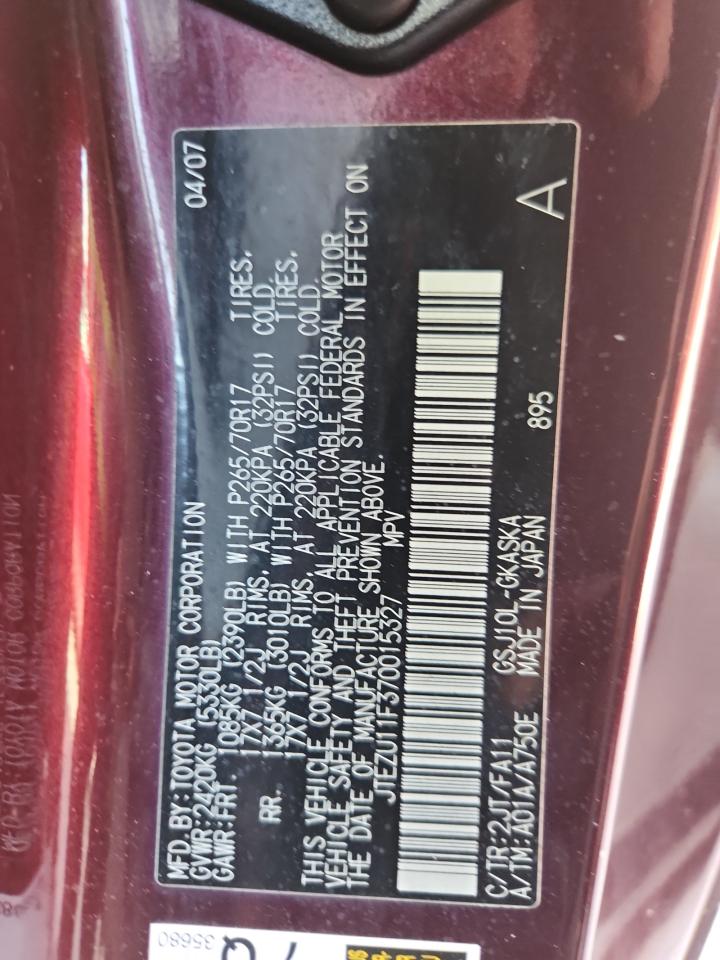 MFD.BY:TOYOTA MOTOR CORPORATION 04/07
GVWR:2420KG (5330LB)
GAWR:FRT. 1085KG (2390LB) WITH P265/70R17 TIRES,
17X7 1/2J RIMS, AT 220KPA (32PSI) COLD.
RR. 1365KG (3010LB) WITH P265/70R17 TIRES,
17X7 1/2J RIMS, AT 220KPA (32PSI) COLD.
THIS VEHICLE CONFORMS TO ALL APPLICABLE FEDERAL MOTOR
VEHICLE SAFETY AND THEFT PREVENTION STANDARDS IN EFFECT ON
THE DATE OF MANUFACTURE SHOWN ABOVE.
JTEZU11F370015327 MPV
C/TR:2JT/FA11 GSJ10L-GKASKA
A/TM:A01A/A750E MADE IN JAPAN 895 A
35680
Q